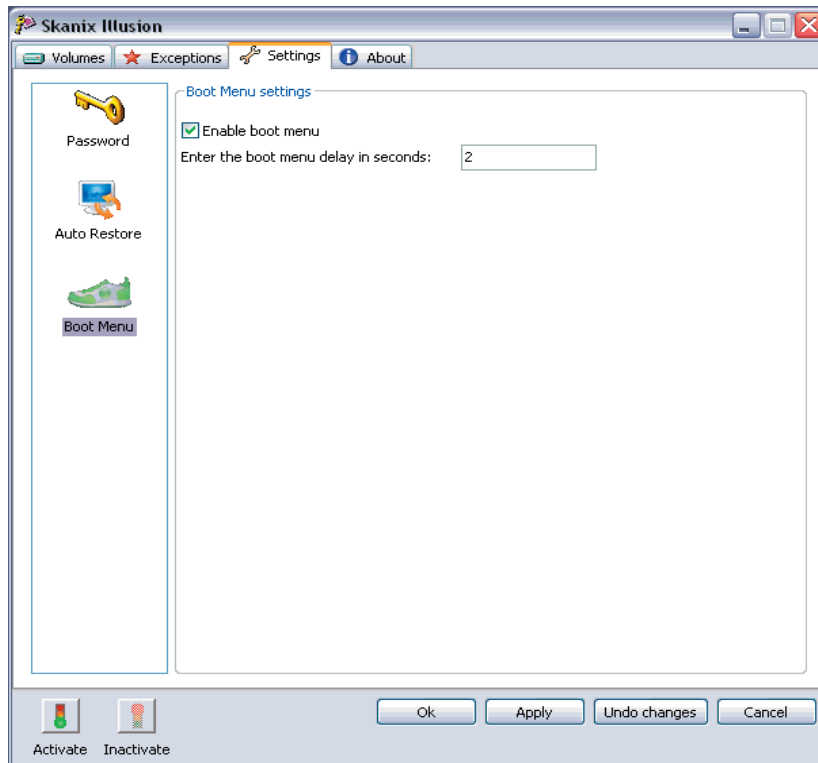 Skanix Illusion
Volumes Exceptions Settings About
Password
Auto Restore
Boot Menu
Boot Menu settings
Enable boot menu
Enter the boot menu delay in seconds: 2
Activate Inactivate
Ok Apply Undo changes Cancel